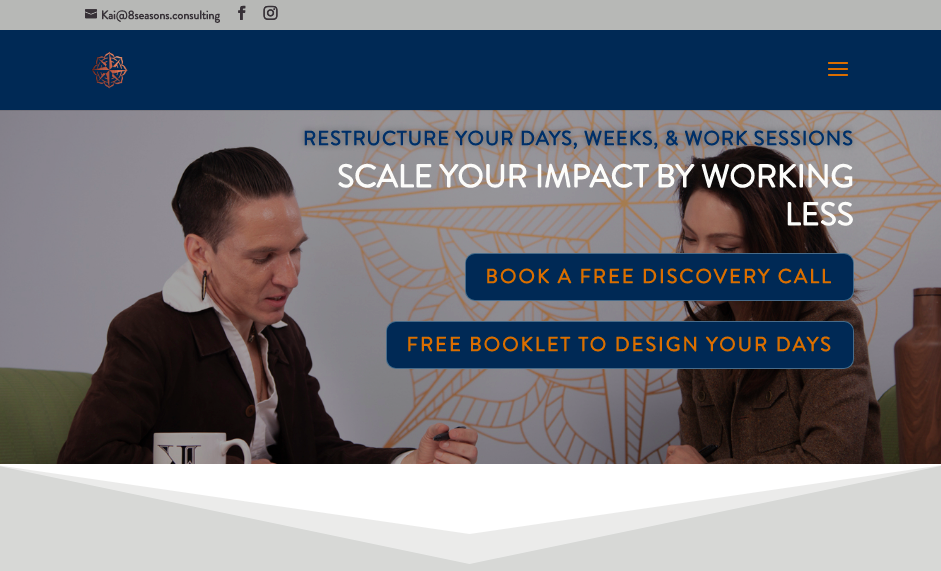 Kai@8seasons.consulting
RESTRUCTURE YOUR DAYS, WEEKS, & WORK SESSIONS
SCALE YOUR IMPACT BY WORKING
LESS
BOOK A FREE DISCOVERY CALL
FREE BOOKLET TO DESIGN YOUR DAYS